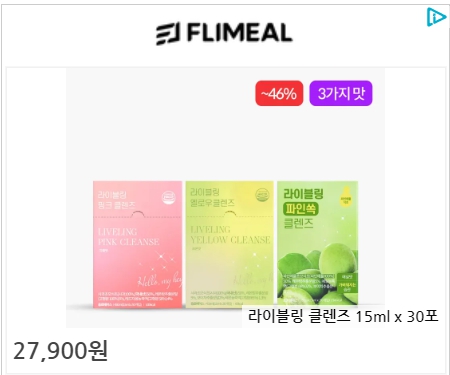 FLIMEAL
~46%
3가지 맛
라이블링
핑크 클렌즈
LIVELING
PINK CLEANSE
라이블링
옐로우 클렌즈
LIVELING
YELLOW CLEANSE
라이블링
파인쏙
클렌즈
라이블링 클렌즈 15ml x 30포
27,900원